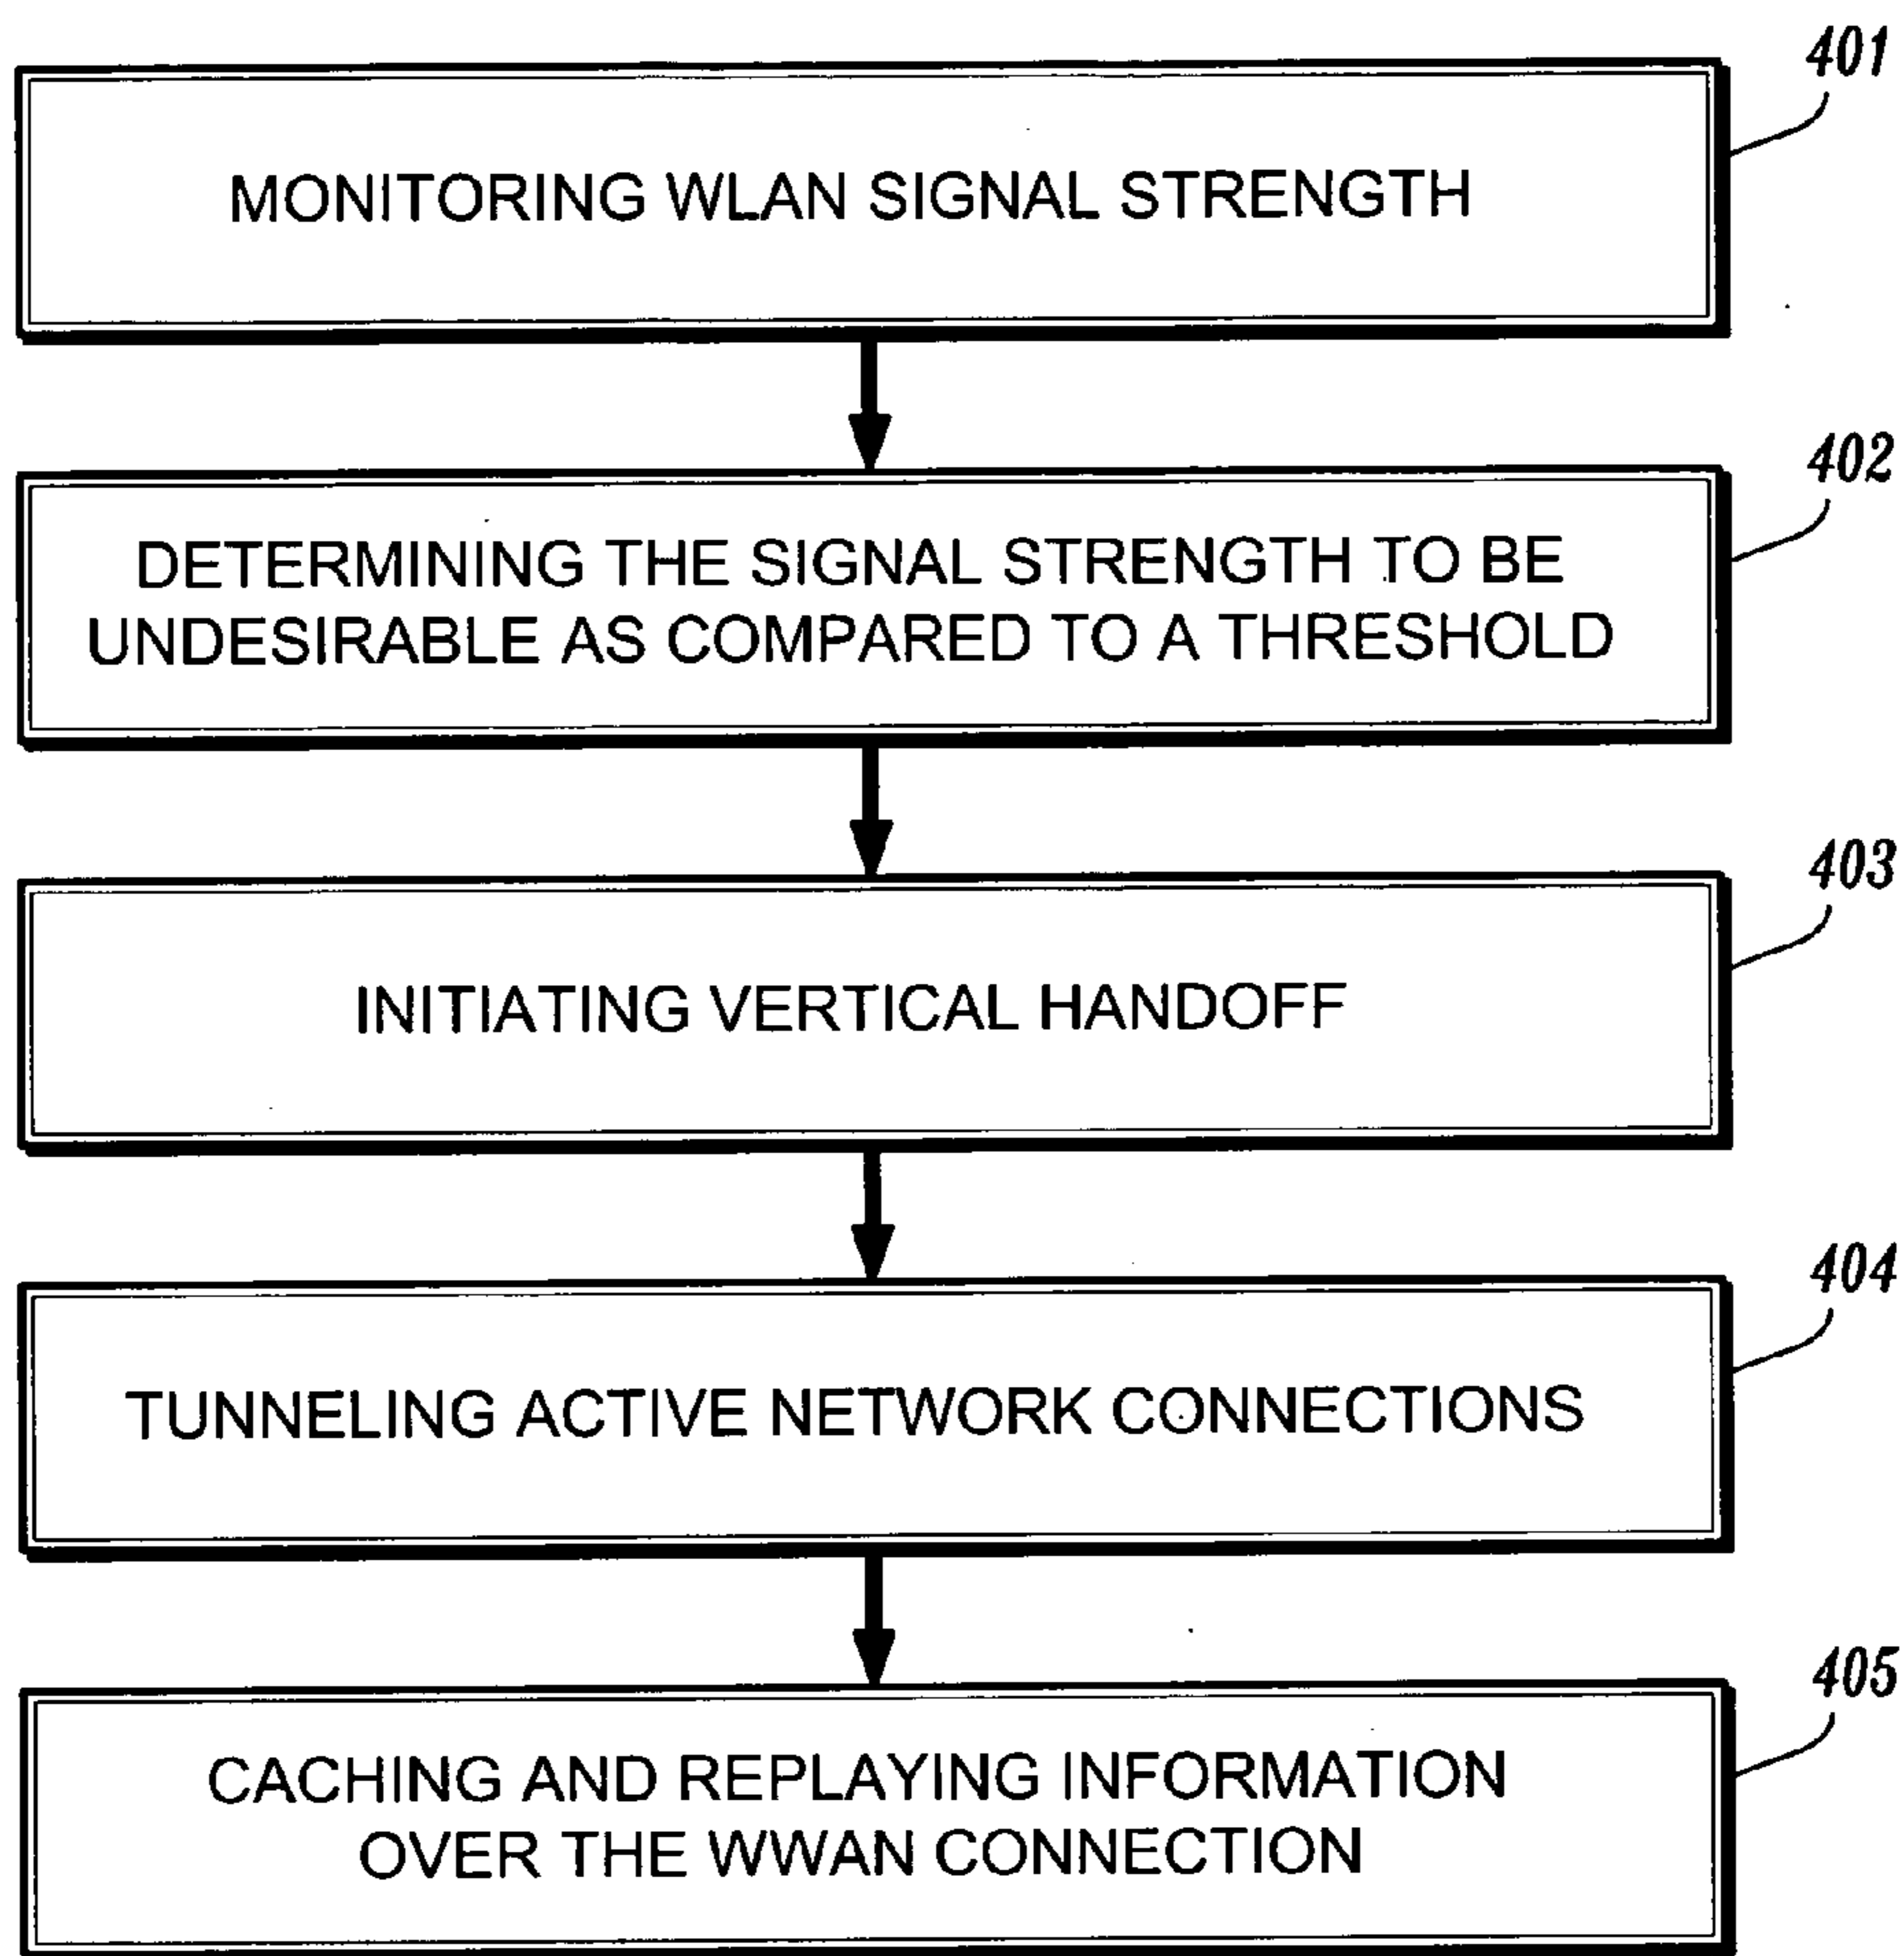 401
MONITORING WLAN SIGNAL STRENGTH
402
DETERMINING THE SIGNAL STRENGTH TO BE
UNDESIRABLE AS COMPARED TO A THRESHOLD
403
INITIATING VERTICAL HANDOFF
404
TUNNELING ACTIVE NETWORK CONNECTIONS
405
CACHING AND REPLAYING INFORMATION
OVER THE WWAN CONNECTION